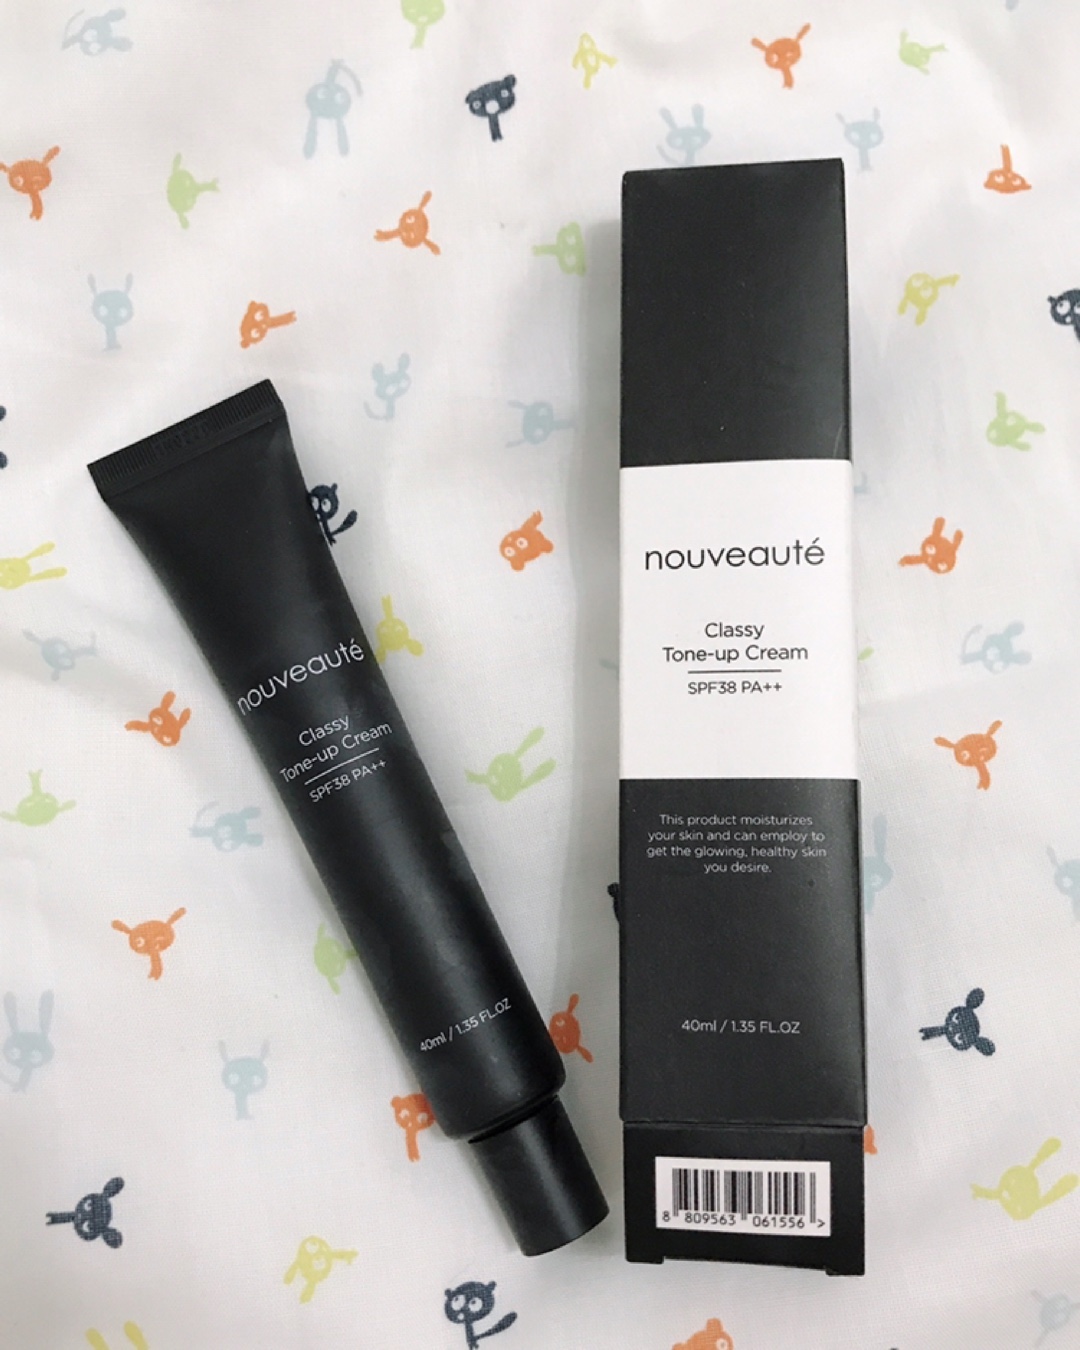 nouveauté
Classy
Tone-up Cream
SPF38 PA++
40ml / 1.35 FL.OZ
nouveauté
Classy
Tone-up Cream
SPF38 PA++
This product moisturizes
your skin and can employ to
get the glowing, healthy skin
you desire.
40ml / 1.35 FL.OZ
8 809563 061556 >